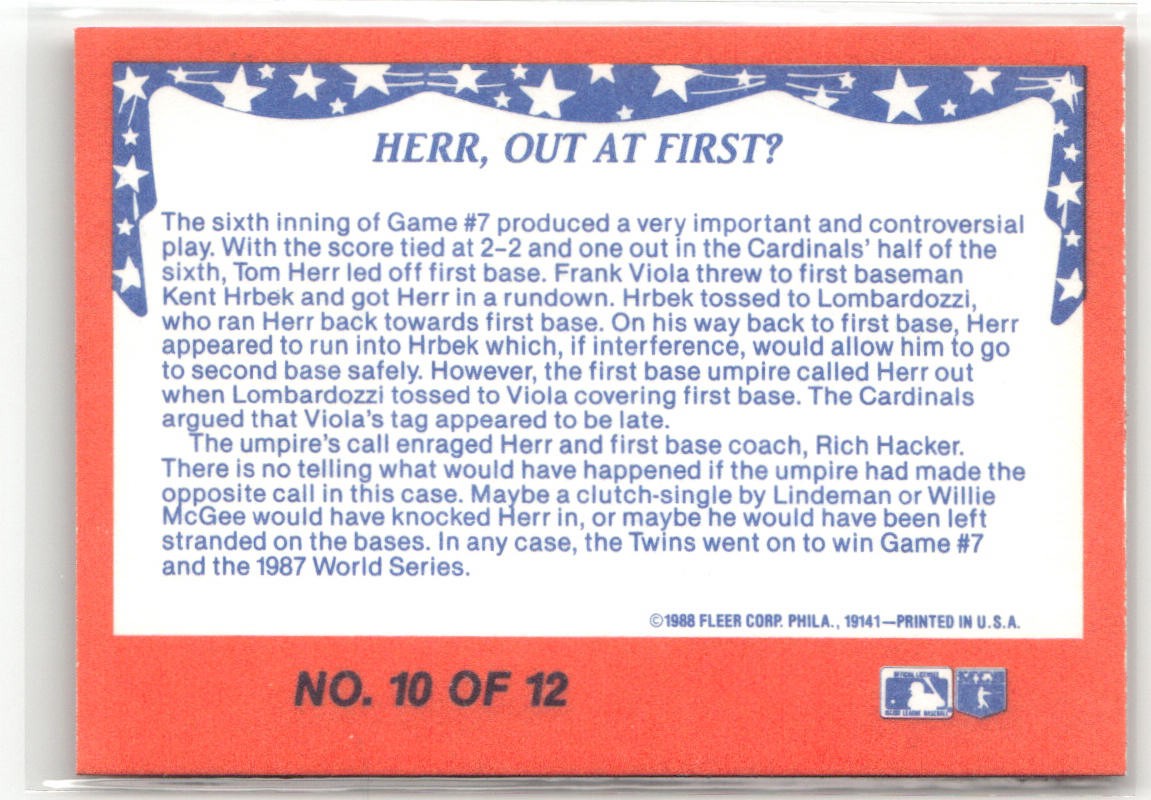 HERR, OUT AT FIRST?
The sixth inning of Game #7 produced a very important and controversial
play. With the score tied at 2-2 and one out in the Cardinals' half of the
sixth, Tom Herr led off first base. Frank Viola threw to first baseman
Kent Hrbek and got Herr in a rundown. Hrbek tossed to Lombardozzi,
who ran Herr back towards first base. On his way back to first base, Herr
appeared to run into Hrbek which, if interference, would allow him to go
to second base safely. However, the first base umpire called Herr out
when Lombardozzi tossed to Viola covering first base. The Cardinals
argued that Viola's tag appeared to be late.
The umpire's call enraged Herr and first base coach, Rich Hacker.
There is no telling what would have happened if the umpire had made the
opposite call in this case. Maybe a clutch-single by Lindeman or Willie
McGee would have knocked Herr in, or maybe he would have been left
stranded on the bases. In any case, the Twins went on to win Game #7
and the 1987 World Series.
©1988 FLEER CORP. PHILA., 19141—PRINTED IN U.S.A.
NO. 10 OF 12